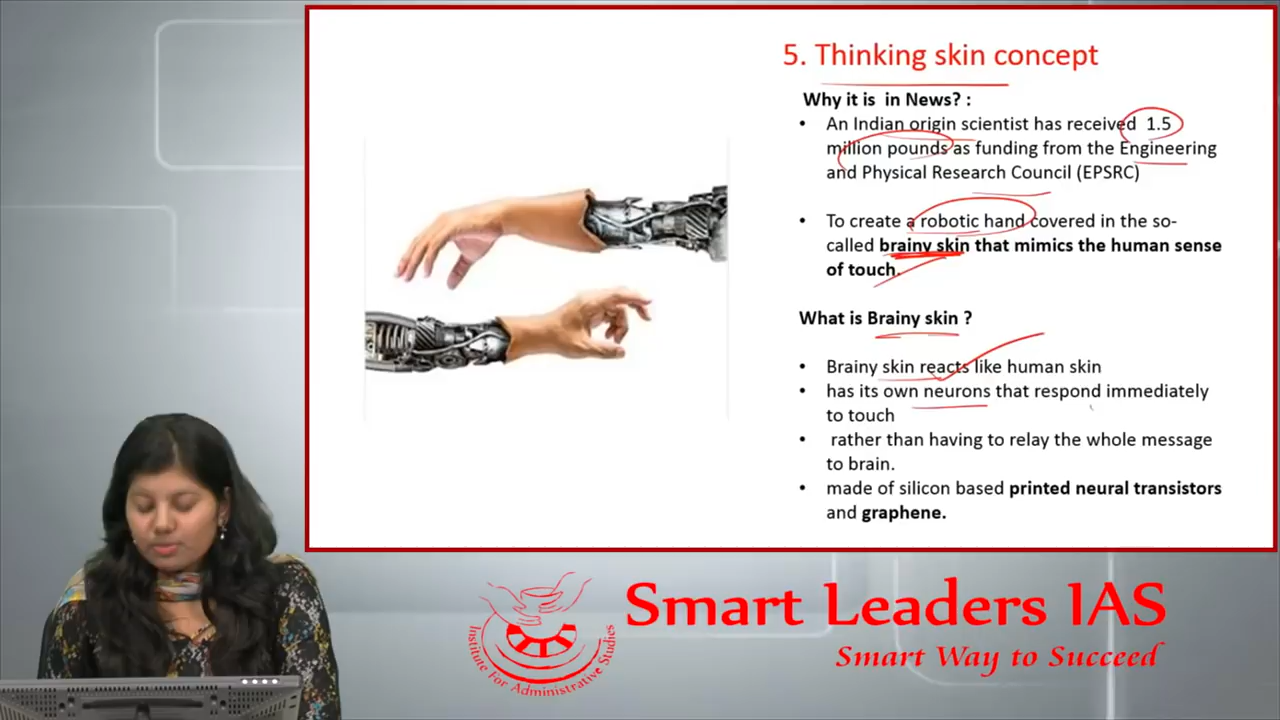 5. Thinking skin concept
Why it is in News? :
• An Indian origin scientist has received 1.5
million pounds as funding from the Engineering
and Physical Research Council (EPSRC)
• To create a robotic hand covered in the so-
called brainy skin that mimics the human sense
of touch.
What is Brainy skin ?
• Brainy skin reacts like human skin
• has its own neurons that respond immediately
to touch
• rather than having to relay the whole message
to brain.
• made of silicon based printed neural transistors
and graphene.
Smart Leaders IAS
Smart Way to Succeed
Institute For Administrative Studies